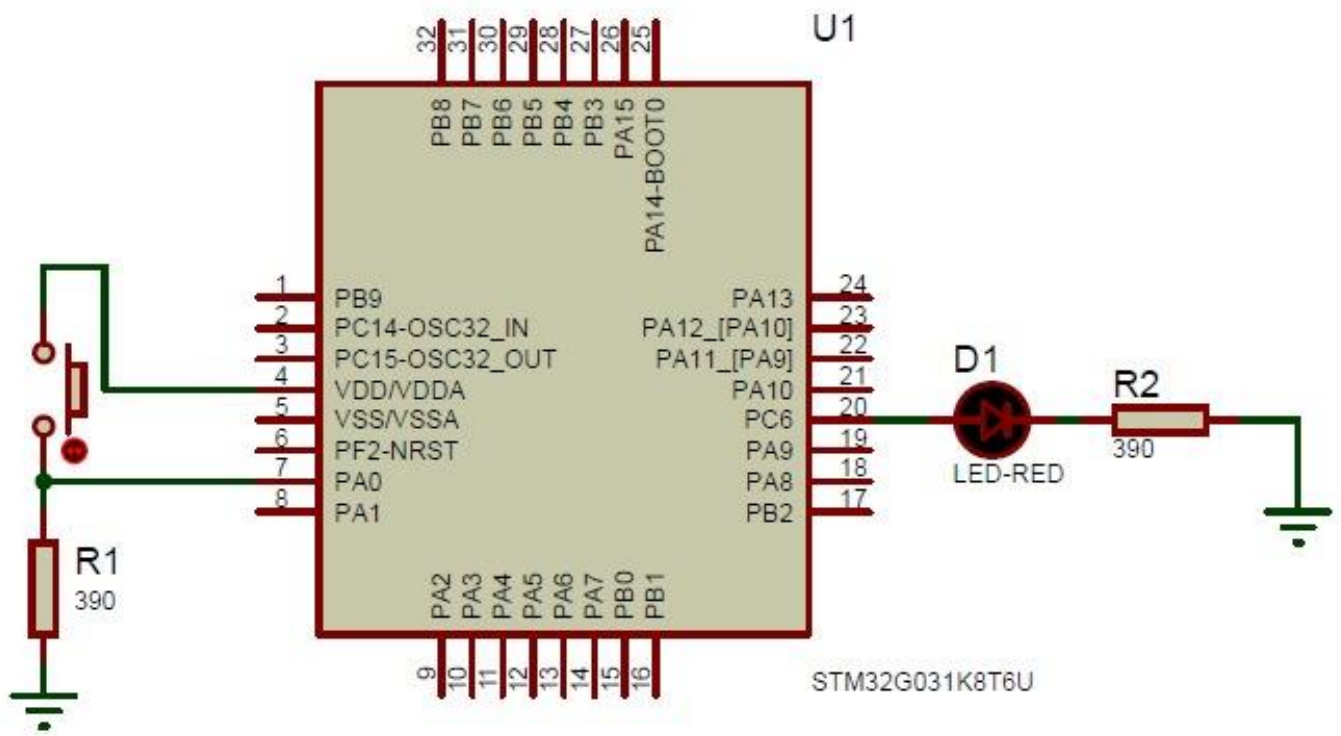 U1
32
31
30
29
28
27
26
25
PB8
PB7
PB6
PB5
PB4
PB3
PA15
PA14-BOOT0
1 PB9
2 PC14-OSC32_IN
3 PC15-OSC32_OUT
4 VDD/VDDA
5 VSS/VSSA
6 PF2-NRST
7 PA0
8 PA1
PA13 24
PA12_[PA10] 23
PA11_[PA9] 22
PA10 21
PC6 20
PA9 19
PA8 18
PB2 17
D1
LED-RED
R2
390
R1
390
PA2
PA3
PA4
PA5
PA6
PA7
PB0
PB1
9
10
11
12
13
14
15
16
STM32G031K8T6U